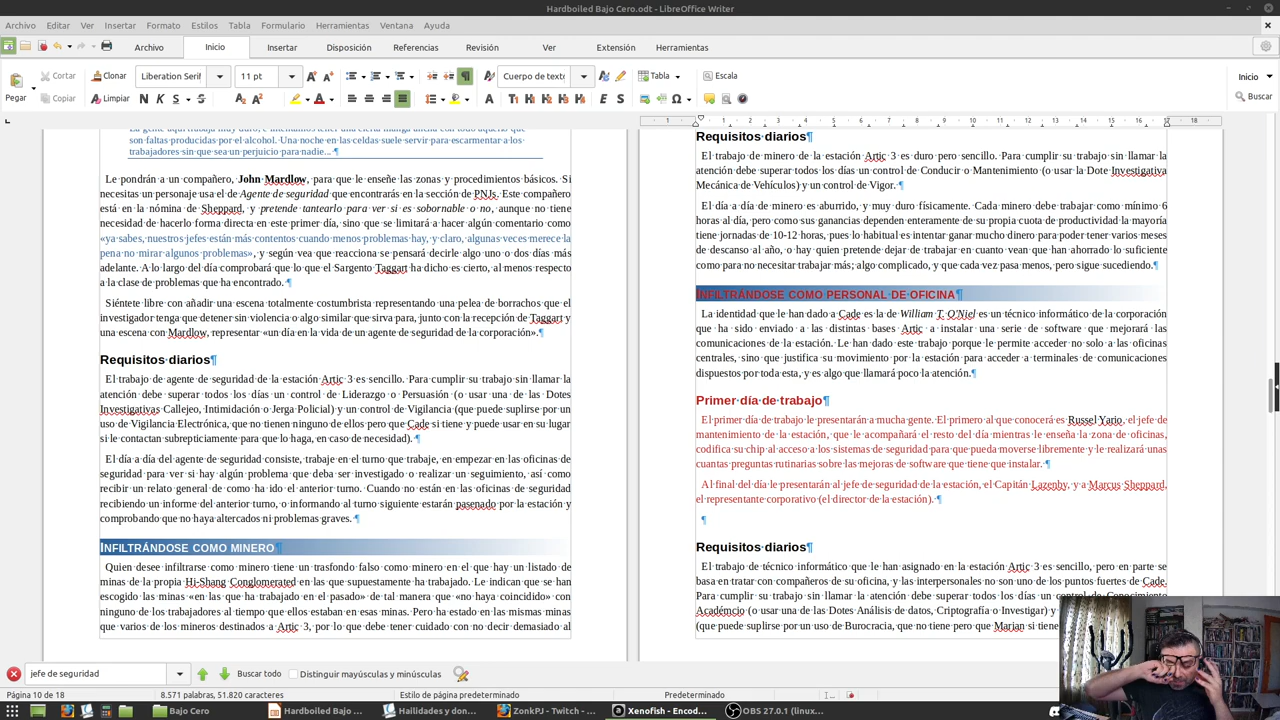 Hardboiled Bajo Cero.odt - LibreOffice Writer
Archivo Editar Ver Insertar Formato Estilos Tabla Formulario Herramientas Ventana Ayuda
Archivo Inicio Insertar Disposición Referencias Revisión Ver Extensión Herramientas
Pegar Cortar Clonar Liberation Serif 11 pt Cuerpo de texto Tabla Escala Inicio
Copiar Limpiar Buscar
La gente aquí trabaja muy duro, e intentamos tener una cierta manga ancha con todo aquello que
son faltas producidas por el alcohol. Una noche en las celdas suele servir para escarmentar a los
trabajadores sin que sea un perjuicio para nadie... ¶
Le pondrán a un compañero, John Mardlow, para que le enseñe las zonas y procedimientos básicos. Si
necesitas un personaje usa el de Agente de seguridad que encontrarás en la sección de PNJs. Este compañero
está en la nómina de Sheppard, y pretende tantearlo para ver si es sobornable o no, aunque no tiene
necesidad de hacerlo forma directa en este primer día, sino que se limitará a hacer algún comentario como
«ya sabes, nuestros jefes están más contentos cuando menos problemas hay, y claro, algunas veces merece la
pena no mirar algunos problemas», y según vea que reacciona se pensará decirle algo uno o dos días más
adelante. A lo largo del día comprobará que lo que el Sargento Taggart ha dicho es cierto, al menos respecto
a la clase de problemas que ha encontrado. ¶
Siéntete libre con añadir una escena totalmente costumbrista representando una pelea de borrachos que el
investigador tenga que detener sin violencia o algo similar que sirva para, junto con la recepción de Taggart y
una escena con Mardlow, representar «un día en la vida de un agente de seguridad de la corporación».¶
Requisitos diarios¶
El trabajo de agente de seguridad de la estación Artic 3 es sencillo. Para cumplir su trabajo sin llamar la
atención debe superar todos los días un control de Liderazgo o Persuasión (o usar una de las Dotes
Investigativas Callejeo, Intimidación o Jerga Policial) y un control de Vigilancia (que puede suplirse por un
uso de Vigilancia Electrónica, que no tienen ninguno de ellos pero que Cade si tiene y puede usar en su lugar
si le contactan subrepticiamente para que lo haga, en caso de necesidad). ¶
El día a día del agente de seguridad consiste, trabaje en el turno que trabaje, en empezar en las oficinas de
seguridad para ver si hay algún problema que deba ser investigado o realizar un seguimiento, así como
recibir un relato general de como ha ido el anterior turno. Cuando no están en las oficinas de seguridad
recibiendo un informe del anterior turno, o informando al turno siguiente estarán pasenado por la estación y
comprobando que no haya altercados ni problemas graves. ¶
INFILTRÁNDOSE COMO MINERO¶
Quien desee infiltrarse como minero tiene un trasfondo falso como minero en el que hay un listado de
minas de la propia Hi-Shang Conglomerated en las que supuestamente ha trabajado. Le indican que se han
escogido las minas «en las que ha trabajado en el pasado» de tal manera que «no haya coincidido» con
ninguno de los trabajadores al tiempo que ellos estaban en esas minas. Pero ha estado en las mismas minas
que varios de los mineros destinados a Artic 3, por lo que debe tener cuidado con no decir demasiado al
Requisitos diarios¶
El trabajo de minero de la estación Artic 3 es duro pero sencillo. Para cumplir su trabajo sin llamar la
atención debe superar todos los días un control de Conducir o Mantenimiento (o usar la Dote Investigativa
Mecánica de Vehículos) y un control de Vigor. ¶
El día a día de minero es aburrido, y muy duro físicamente. Cada minero debe trabajar como mínimo 6
horas al día, pero como sus ganancias dependen enteramente de su propia cuota de productividad la mayoría
tiene jornadas de 10-12 horas, pues lo habitual es intentar ganar mucho dinero para poder tener varios meses
de descanso al año, o hay quien pretende dejar de trabajar en cuanto vean que han ahorrado lo suficiente
como para no necesitar trabajar más; algo complicado, y que cada vez pasa menos, pero sigue sucediendo.¶
INFILTRÁNDOSE COMO PERSONAL DE OFICINA¶
La identidad que le han dado a Cade es la de William T. O'Niel es un técnico informático de la corporación
que ha sido enviado a las distintas bases Artic a instalar una serie de software que mejorará las
comunicaciones de la estación. Le han dado este trabajo porque le permite acceder no solo a las oficinas
centrales, sino que justifica su movimiento por la estación para acceder a terminales de comunicaciones
dispuestos por toda esta, y es algo que llamará poco la atención.¶
Primer día de trabajo¶
El primer día de trabajo le presentarán a mucha gente. El primero al que conocerá es Russel Yario, el jefe de
mantenimiento de la estación, que le acompañará el resto del día mientras le enseña la zona de oficinas,
codifica su chip al acceso a los sistemas de seguridad para que pueda moverse libremente y le realizará unas
cuantas preguntas rutinarias sobre las mejoras de software que tiene que instalar. ¶
Al final del día le presentarán al jefe de seguridad de la estación, el Capitán Lazenby, y a Marcus Sheppard,
el representante corporativo (el director de la estación). ¶
¶
Requisitos diarios¶
El trabajo de técnico informático que le han asignado en la estación Artic 3 es sencillo, pero en parte se
basa en tratar con compañeros de su oficina, y las interpersonales no son uno de los puntos fuertes de Cade.
Para cumplir su trabajo sin llamar la atención debe superar todos los días un control de Conocimiento
Acadécmio (o usar una de las Dotes Análisis de datos, Criptografía o Investigar) y
(que puede suplirse por un uso de Burocracia, que no tiene pero que Marian si tiene
jefe de seguridad Buscar todo Distinguir mayúsculas y minúsculas
Página 10 de 18 8.571 palabras, 51.820 caracteres Estilo de página predeterminado Predeterminado
Bajo Cero Hardboiled Bajo ... Hailidades y don... ZonkPJ - Twitch - ... Xenofish - Encod... OBS 27.0.1 (linux...